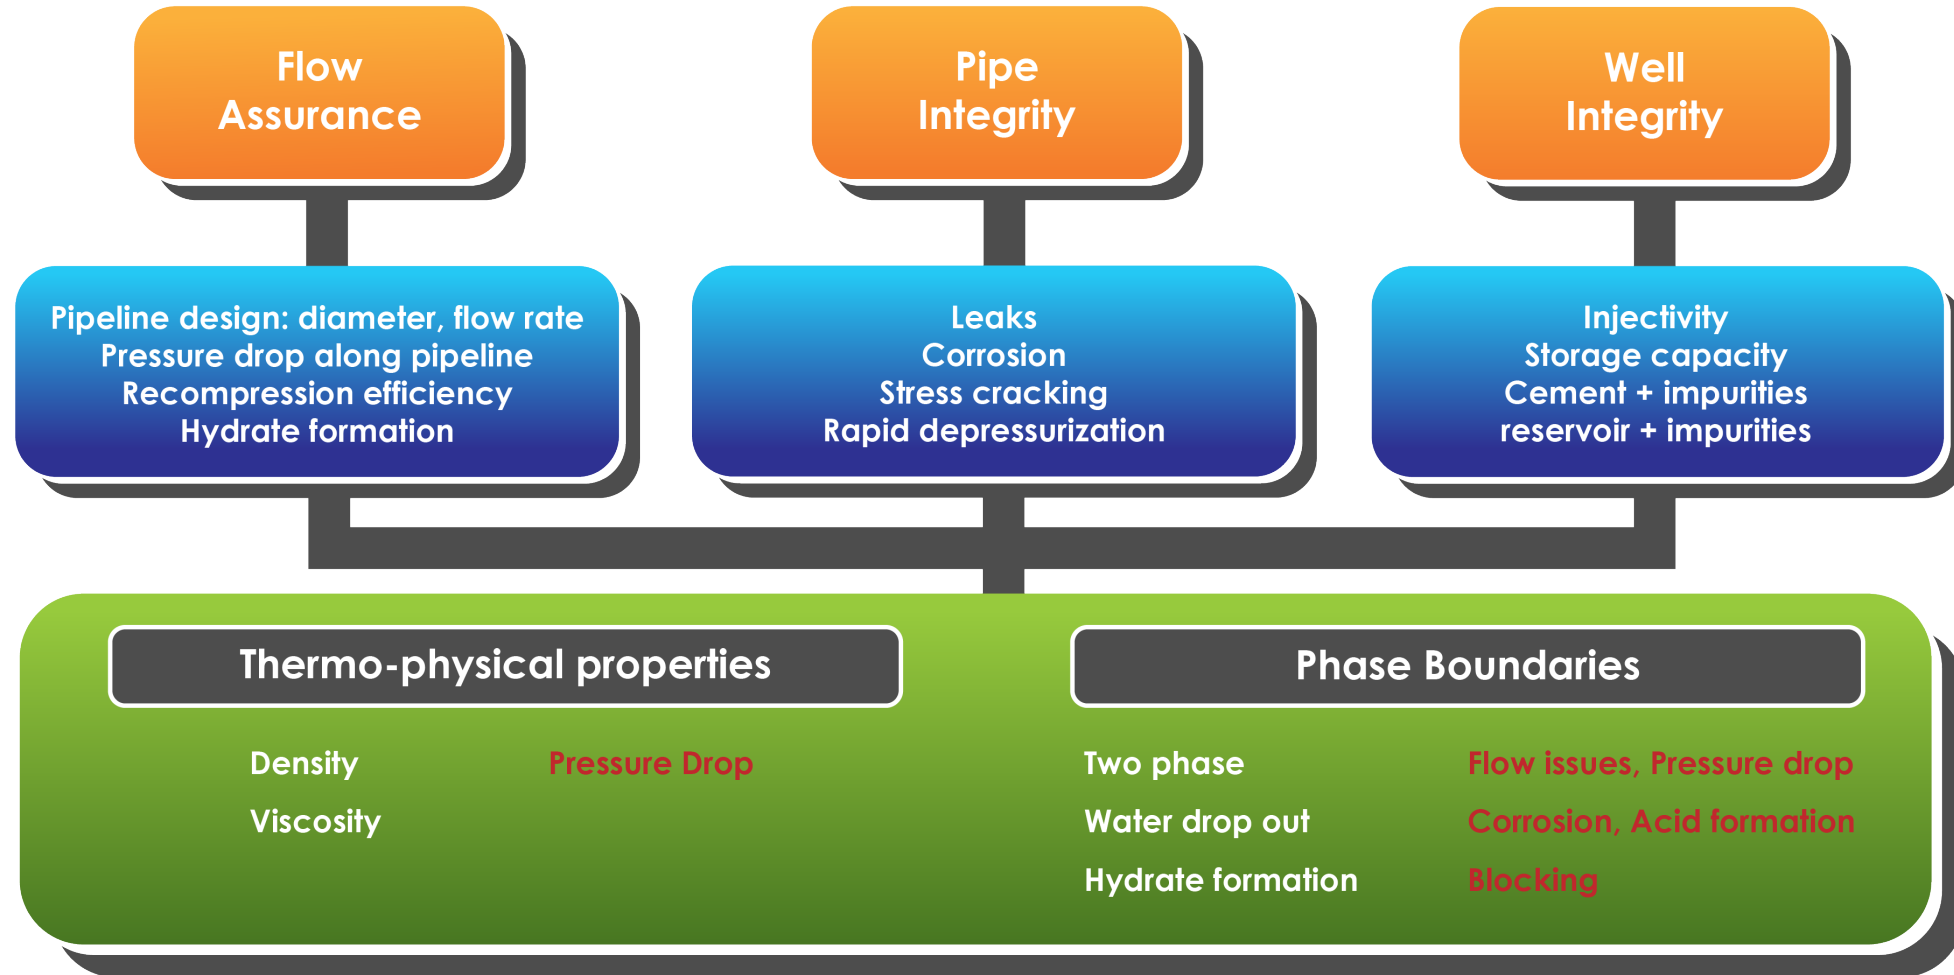 Flow
Assurance
Pipe
Integrity
Well
Integrity
Pipeline design: diameter, flow rate
Pressure drop along pipeline
Recompression efficiency
Hydrate formation
Leaks
Corrosion
Stress cracking
Rapid depressurization
Injectivity
Storage capacity
Cement + impurities
reservoir + impurities
Thermo-physical properties
Density Pressure Drop
Viscosity
Phase Boundaries
Two phase Flow issues, Pressure drop
Water drop out Corrosion, Acid formation
Hydrate formation Blocking